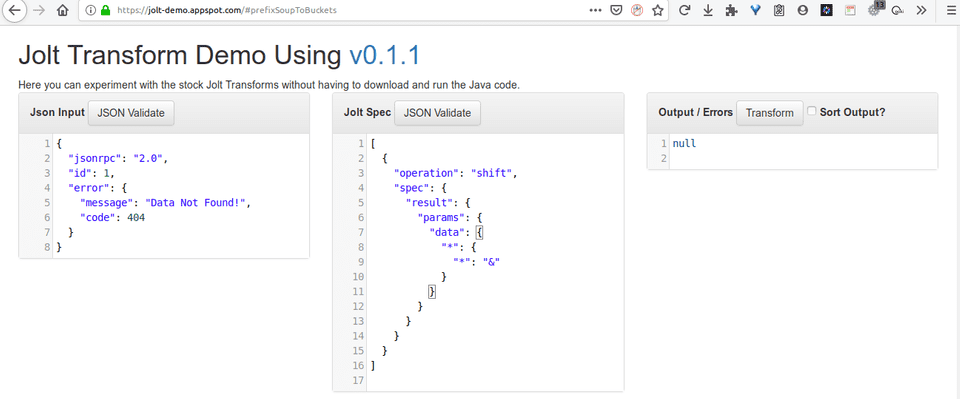 https://jolt-demo.appspot.com/#prefixSoupToBuckets
13
Jolt Transform Demo Using v0.1.1
Here you can experiment with the stock Jolt Transforms without having to download and run the Java code.
Json Input JSON Validate
1 {
2 "jsonrpc": "2.0",
3 "id": 1,
4 "error": {
5 "message": "Data Not Found!",
6 "code": 404
7 }
8 }
Jolt Spec JSON Validate
1 [
2 {
3 "operation": "shift",
4 "spec": {
5 "result": {
6 "params": {
7 "data": {
8 "*": {
9 "*": "&"
10 }
11 }
12 }
13 }
14 }
15 }
16 ]
17
Output / Errors Transform Sort Output?
1 null
2